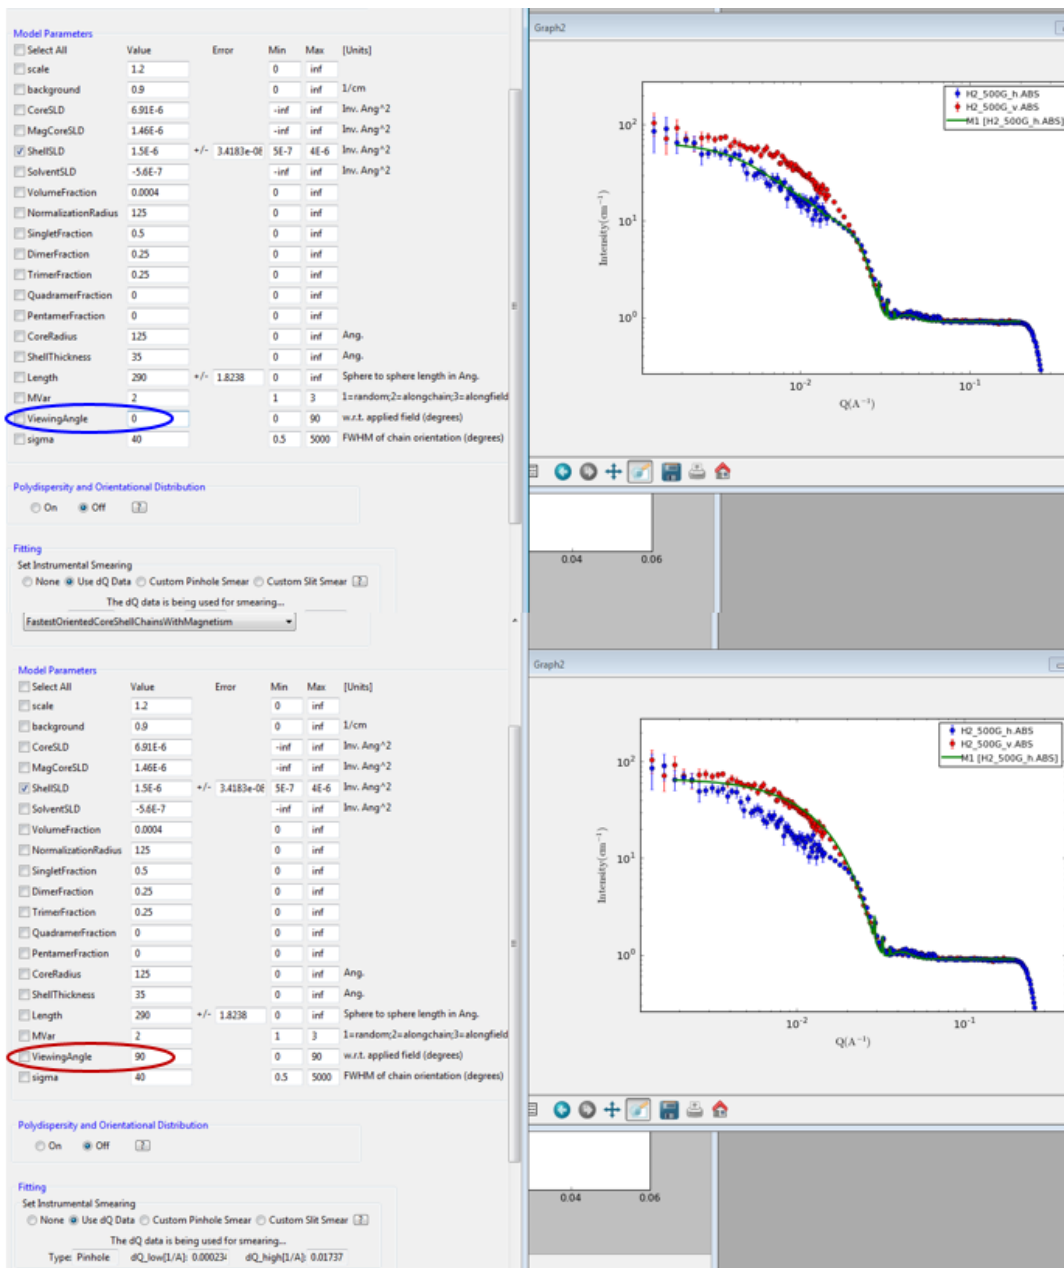 Model Parameters
Select All Value Error Min Max [Units]
scale 1.2 0 inf
background 0.9 0 inf 1/cm
CoreSLD 6.91E-6 -inf inf Inv. Ang^2
MagCoreSLD 1.46E-6 -inf inf Inv. Ang^2
ShellSLD 1.5E-6 +/- 3.4183e-08 5E-7 4E-6 Inv. Ang^2
SolventSLD -5.6E-7 -inf inf Inv. Ang^2
VolumeFraction 0.0004 0 inf
NormalizationRadius 125 0 inf
SingletFraction 0.5 0 inf
DimerFraction 0.25 0 inf
TrimerFraction 0.25 0 inf
QuadramerFraction 0 0 inf
PentamerFraction 0 0 inf
CoreRadius 125 0 inf Ang.
ShellThickness 35 0 inf Ang.
Length 290 +/- 1.8238 0 inf Sphere to sphere length in Ang.
MVar 2 1 3 1=random;2=alongchain;3=alongfield
ViewingAngle 0 0 90 w.r.t. applied field (degrees)
sigma 40 0.5 5000 FWHM of chain orientation (degrees)
Polydispersity and Orientational Distribution
On Off ?
Fitting
Set Instrumental Smearing
None Use dQ Data Custom Pinhole Smear Custom Slit Smear ?
The dQ data is being used for smearing...
Graph2
H2_500G_h.ABS
H2_500G_v.ABS
M1 [H2_500G_h.ABS]
Intensity(cm⁻¹)
10²
10¹
10⁰
10⁻² 10⁻¹
Q(A⁻¹)
0.04 0.06
FastestOrientedCoreShellChainsWithMagnetism
Model Parameters
Select All Value Error Min Max [Units]
scale 1.2 0 inf
background 0.9 0 inf 1/cm
CoreSLD 6.91E-6 -inf inf Inv. Ang^2
MagCoreSLD 1.46E-6 -inf inf Inv. Ang^2
ShellSLD 1.5E-6 +/- 3.4183e-08 5E-7 4E-6 Inv. Ang^2
SolventSLD -5.6E-7 -inf inf Inv. Ang^2
VolumeFraction 0.0004 0 inf
NormalizationRadius 125 0 inf
SingletFraction 0.5 0 inf
DimerFraction 0.25 0 inf
TrimerFraction 0.25 0 inf
QuadramerFraction 0 0 inf
PentamerFraction 0 0 inf
CoreRadius 125 0 inf Ang.
ShellThickness 35 0 inf Ang.
Length 290 +/- 1.8238 0 inf Sphere to sphere length in Ang.
MVar 2 1 3 1=random;2=alongchain;3=alongfield
ViewingAngle 90 0 90 w.r.t. applied field (degrees)
sigma 40 0.5 5000 FWHM of chain orientation (degrees)
Polydispersity and Orientational Distribution
On Off ?
Fitting
Set Instrumental Smearing
None Use dQ Data Custom Pinhole Smear Custom Slit Smear ?
The dQ data is being used for smearing...
Type: Pinhole dQ_low[1/A]: 0.000234 dQ_high[1/A]: 0.01737
Graph2
H2_500G_h.ABS
H2_500G_v.ABS
M1 [H2_500G_h.ABS]
Intensity(cm⁻¹)
10²
10¹
10⁰
10⁻² 10⁻¹
Q(A⁻¹)
0.04 0.06